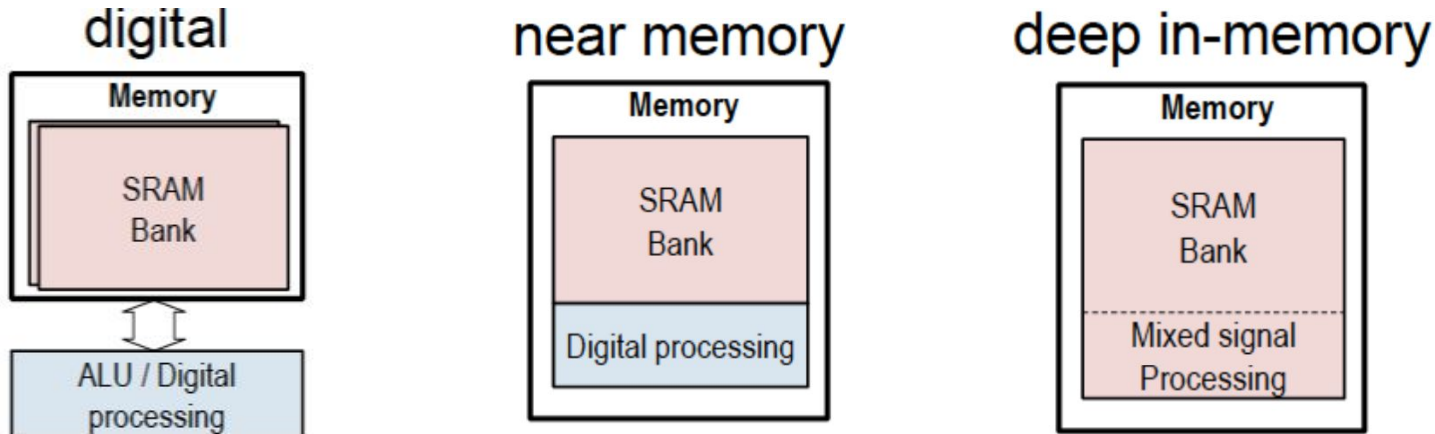 digital
Memory
SRAM
Bank
ALU / Digital
processing
near memory
Memory
SRAM
Bank
Digital processing
deep in-memory
Memory
SRAM
Bank
Mixed signal
Processing